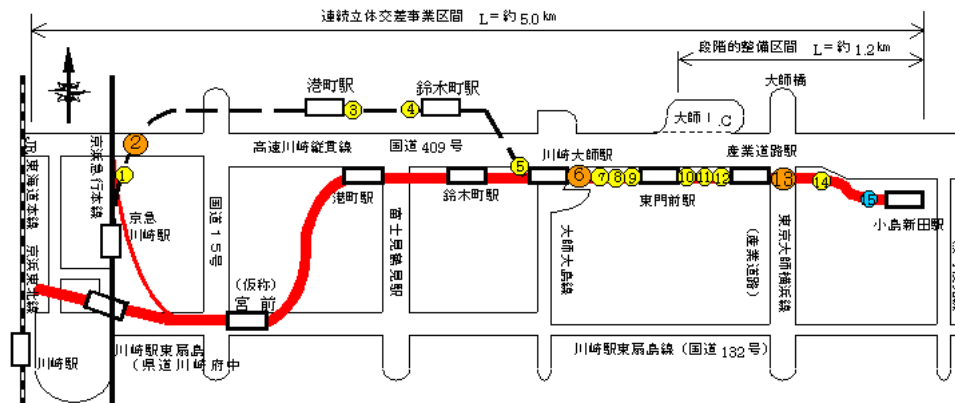 連続立体交差事業区間 L=約5.0㎞
段階的整備区間 L=約1.2㎞
大師橋
港町駅
鈴木町駅
③
④
大師I.C
②
高速川崎縦貫線 国道409号
川崎大師駅
産業道路駅
①
⑤
⑥
⑦
⑧
⑨
⑩
⑪
⑫
⑬
⑭
⑮
JR東海道本線 京浜東北線
京浜急行本線
京急
川崎駅
国道15号
港町駅
鈴木町駅
東門前駅
小島新田駅
富士見鶴見駅
大師大島線
(産業道路)
東京大師横浜線
(仮称)
宮前
川崎駅
川崎駅東扇島
(県道川崎府中
川崎駅東扇島線(国道132号)